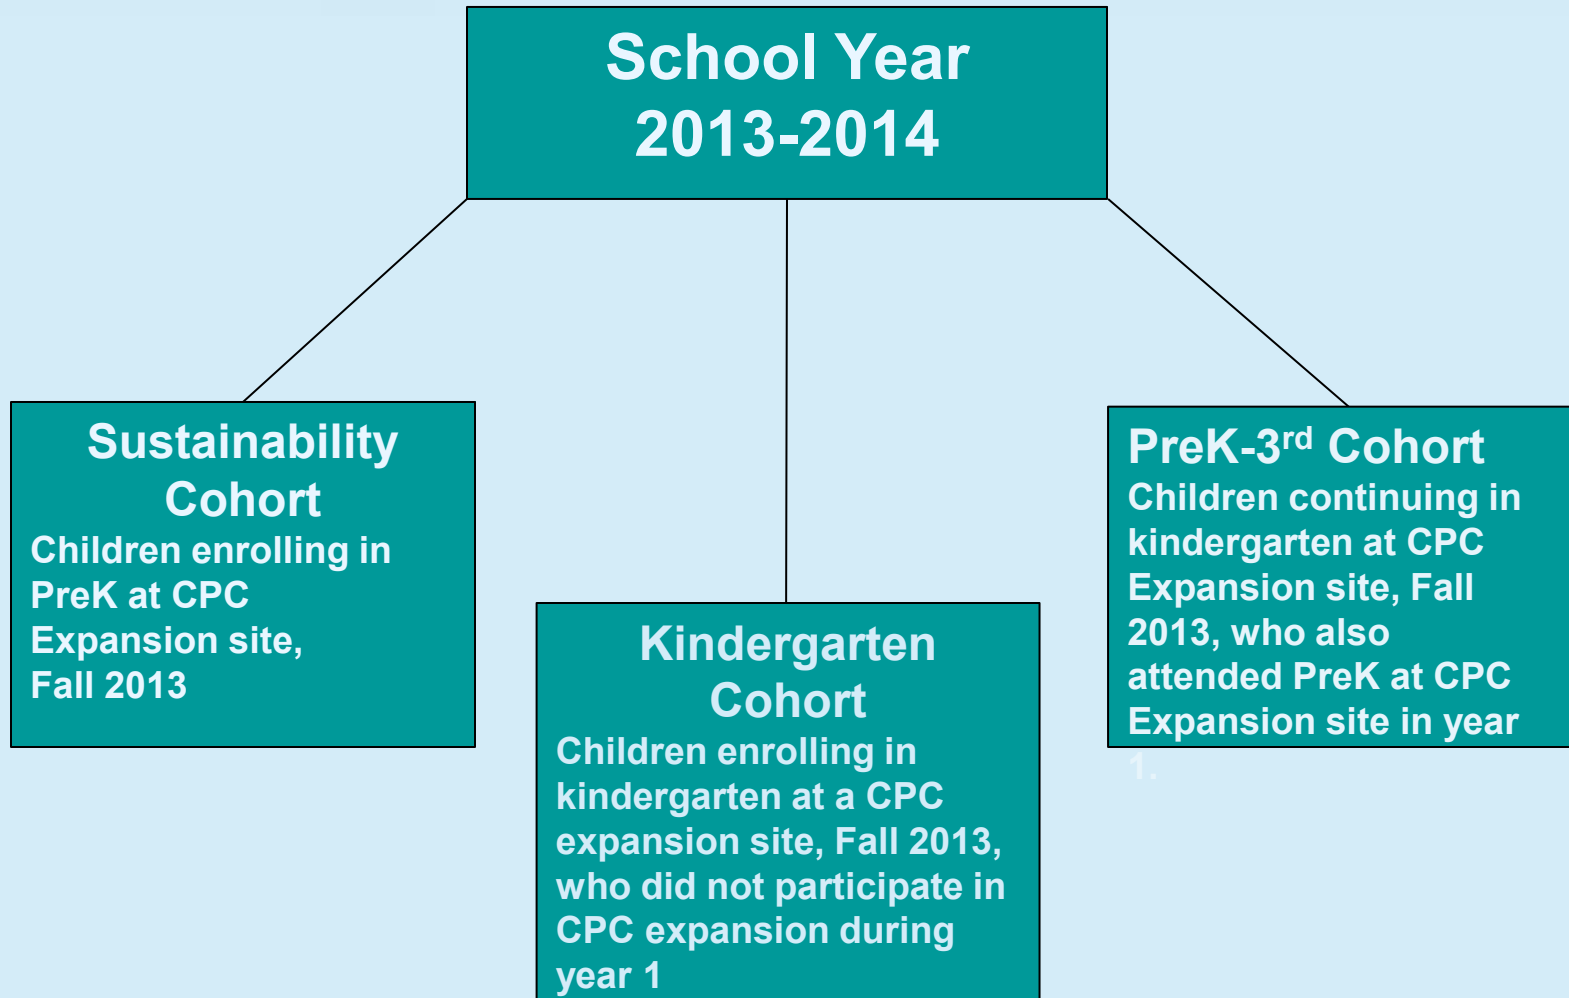 School Year
2013-2014
Sustainability
Cohort
Children enrolling in
PreK at CPC
Expansion site,
Fall 2013
Kindergarten
Cohort
Children enrolling in
kindergarten at a CPC
expansion site, Fall 2013,
who did not participate in
CPC expansion during
year 1
PreK-3rd Cohort
Children continuing in
kindergarten at CPC
Expansion site, Fall
2013, who also
attended PreK at CPC
Expansion site in year
1.